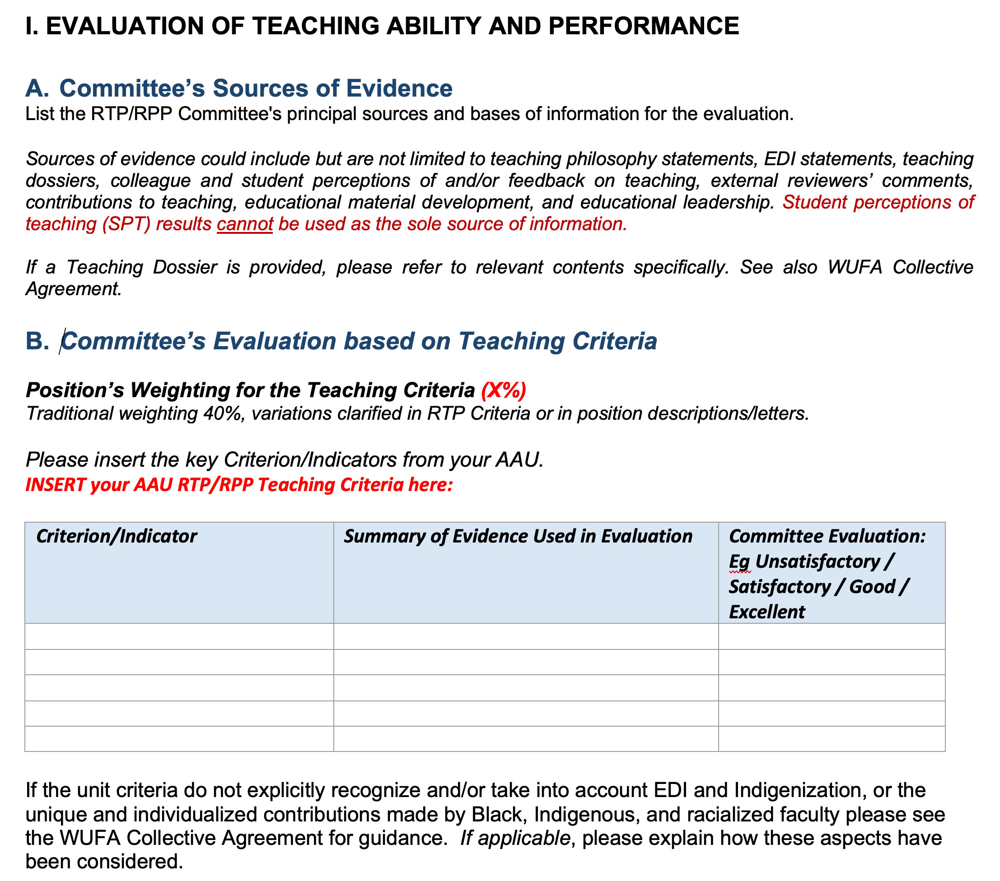 I. EVALUATION OF TEACHING ABILITY AND PERFORMANCE
A. Committee’s Sources of Evidence
List the RTP/RPP Committee's principal sources and bases of information for the evaluation.
Sources of evidence could include but are not limited to teaching philosophy statements, EDI statements, teaching
dossiers, colleague and student perceptions of and/or feedback on teaching, external reviewers’ comments,
contributions to teaching, educational material development, and educational leadership. Student perceptions of
teaching (SPT) results cannot be used as the sole source of information.
If a Teaching Dossier is provided, please refer to relevant contents specifically. See also WUFA Collective
Agreement.
B. Committee’s Evaluation based on Teaching Criteria
Position’s Weighting for the Teaching Criteria (X%)
Traditional weighting 40%, variations clarified in RTP Criteria or in position descriptions/letters.
Please insert the key Criterion/Indicators from your AAU.
INSERT your AAU RTP/RPP Teaching Criteria here:
Criterion/Indicator
Summary of Evidence Used in Evaluation
Committee Evaluation:
Eg Unsatisfactory /
Satisfactory / Good /
Excellent
If the unit criteria do not explicitly recognize and/or take into account EDI and Indigenization, or the
unique and individualized contributions made by Black, Indigenous, and racialized faculty please see
the WUFA Collective Agreement for guidance.  If applicable, please explain how these aspects have
been considered.